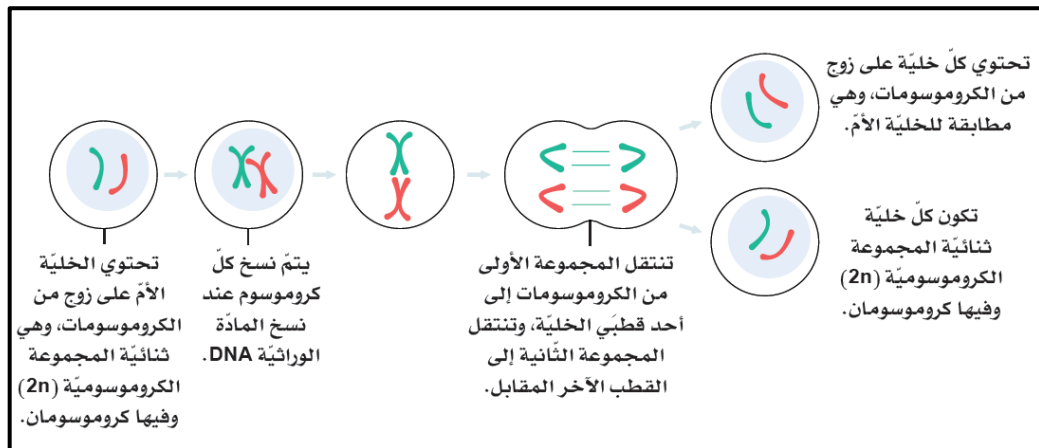 تحتوي كلّ خليّة على زوج
من الكروموسومات، وهي
مطابقة للخليّة الأمّ.
تكون كلّ خليّة
ثنائيّة المجموعة
الكروموسوميّة (2n)
وفيها كروموسومان.
تنتقل المجموعة الأولى
من الكروموسومات إلى
أحد قطبَي الخليّة، وتنتقل
المجموعة الثّانية إلى
القطب الآخر المقابل.
يتمّ نسخ كلّ
كروموسوم عند
نسخ المادّة
الوراثيّة DNA.
تحتوي الخليّة
الأمّ على زوج من
الكروموسومات، وهي
ثنائيّة المجموعة
الكروموسوميّة (2n)
وفيها كروموسومان.